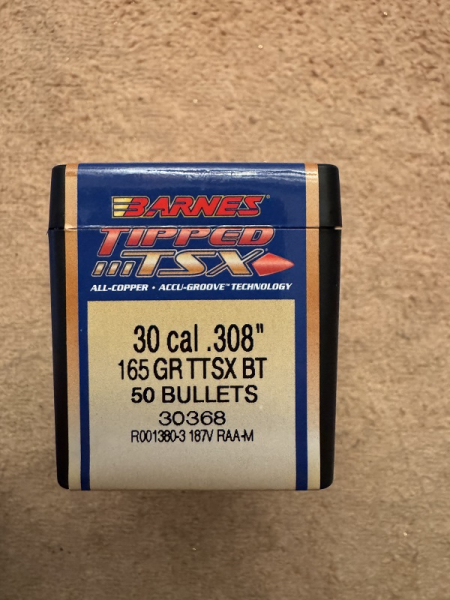 BARNES
TIPPED
TSX
ALL-COPPER • ACCU-GROOVE™ TECHNOLOGY
30 cal .308"
165 GR TTSX BT
50 BULLETS
30368
R001380-3 187V RAA-M